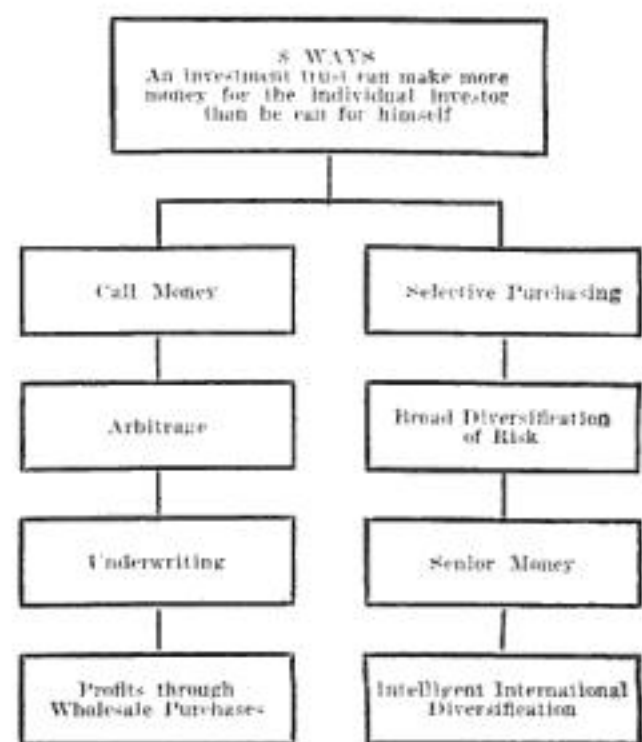 8 WAYS
An investment trust can make more
money for the individual investor
than he can for himself
Call Money
Selective Purchasing
Arbitrage
Broad Diversification
of Risk
Underwriting
Senior Money
Profits through
Wholesale Purchases
Intelligent International
Diversification